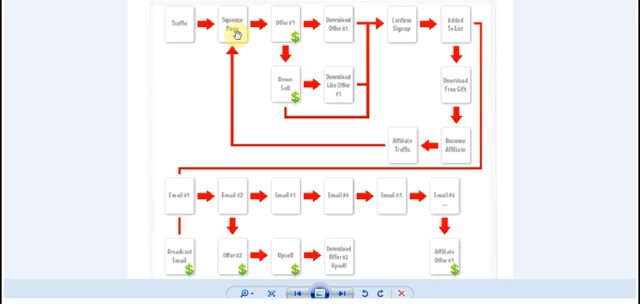 Traffic
Squeeze
Page
Offer #1
Download
Offer #1
Confirm
Signup
Added
To List
Down
Sell
Download
Lite Offer
#1
Download
Free Gift
Affiliate
Traffic
Become
Affiliate
Email #1
Email #2
Email #3
Email #4
Email #5
Email #6
...
Broadcast
Email
Offer #2
Upsell
Download
Offer #2
Upsell
Affiliate
Offer #1